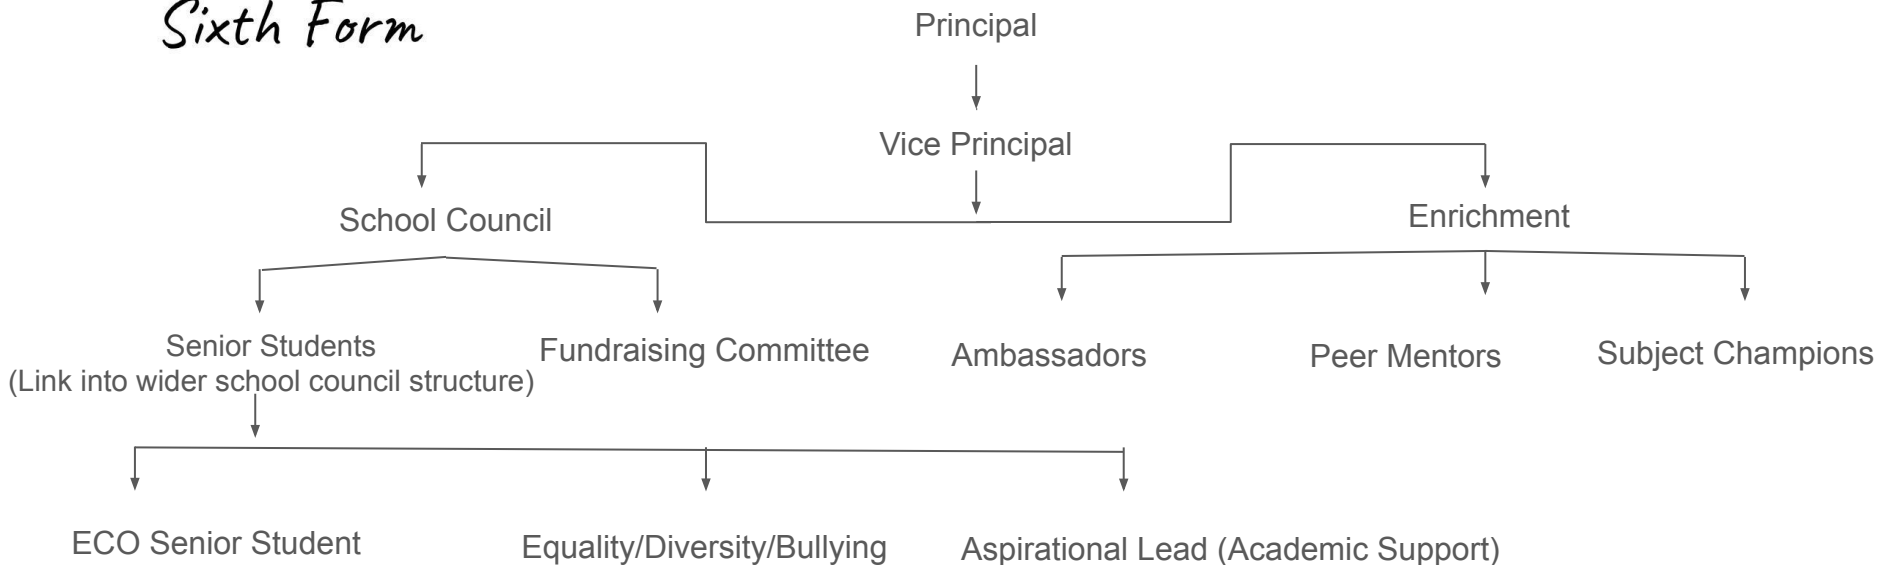 Sixth Form
Principal
Vice Principal
School Council
Enrichment
Senior Students
(Link into wider school council structure)
Fundraising Committee
Ambassadors
Peer Mentors
Subject Champions
ECO Senior Student
Equality/Diversity/Bullying
Aspirational Lead (Academic Support)